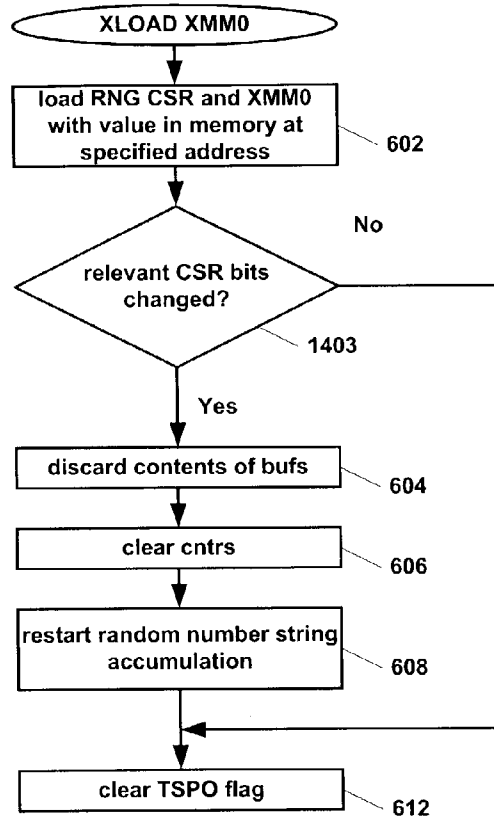 XLOAD XMM0
load RNG CSR and XMM0
with value in memory at
specified address
602
No
relevant CSR bits
changed?
1403
Yes
discard contents of bufs
604
clear cntrs
606
restart random number string
accumulation
608
clear TSPO flag
612